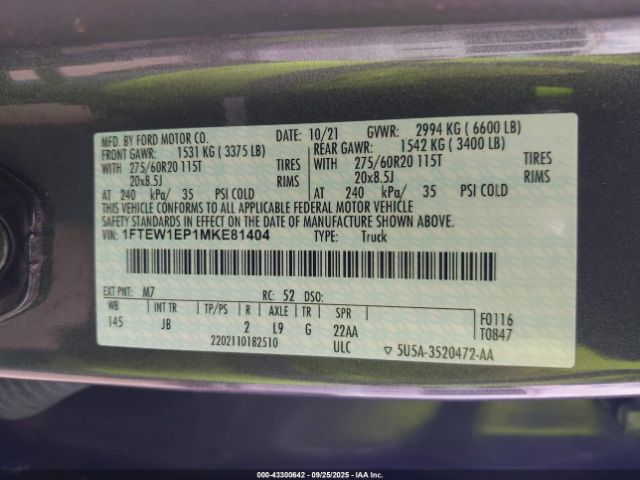 MFD. BY FORD MOTOR CO. DATE: 10/21 GVWR: 2994 KG ( 6600 LB)
FRONT GAWR: 1531 KG ( 3375 LB) REAR GAWR: 1542 KG ( 3400 LB)
WITH 275/60R20 115T TIRES WITH 275/60R20 115T TIRES
20x8.5J RIMS 20x8.5J RIMS
AT 240 kPa/ 35 PSI COLD AT 240 kPa/ 35 PSI COLD
THIS VEHICLE CONFORMS TO ALL APPLICABLE FEDERAL MOTOR VEHICLE
SAFETY STANDARDS IN EFFECT ON THE DATE OF MANUFACTURE SHOWN ABOVE.
VIN: 1FTEW1EP1MKE81404 TYPE: Truck
EXT PNT: M7 RC: 52 DSO:
WB INT TR TP/PS R AXLE TR SPR
145 JB 2 L9 G 22AA
F0116
T0847
2202110182510 ULC ▽ 5U5A-3520472-AA
000-43300642 | 09/25/2025 | IAA Inc.